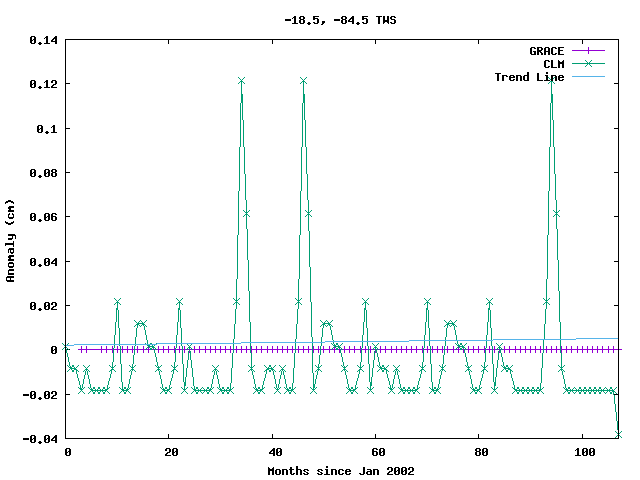 -18.5, -84.5 TWS
0.14
0.12
0.1
0.08
0.06
0.04
0.02
0
-0.02
-0.04
Anomaly (cm)
GRACE
CLM
Trend Line
0 20 40 60 80 100
Months since Jan 2002